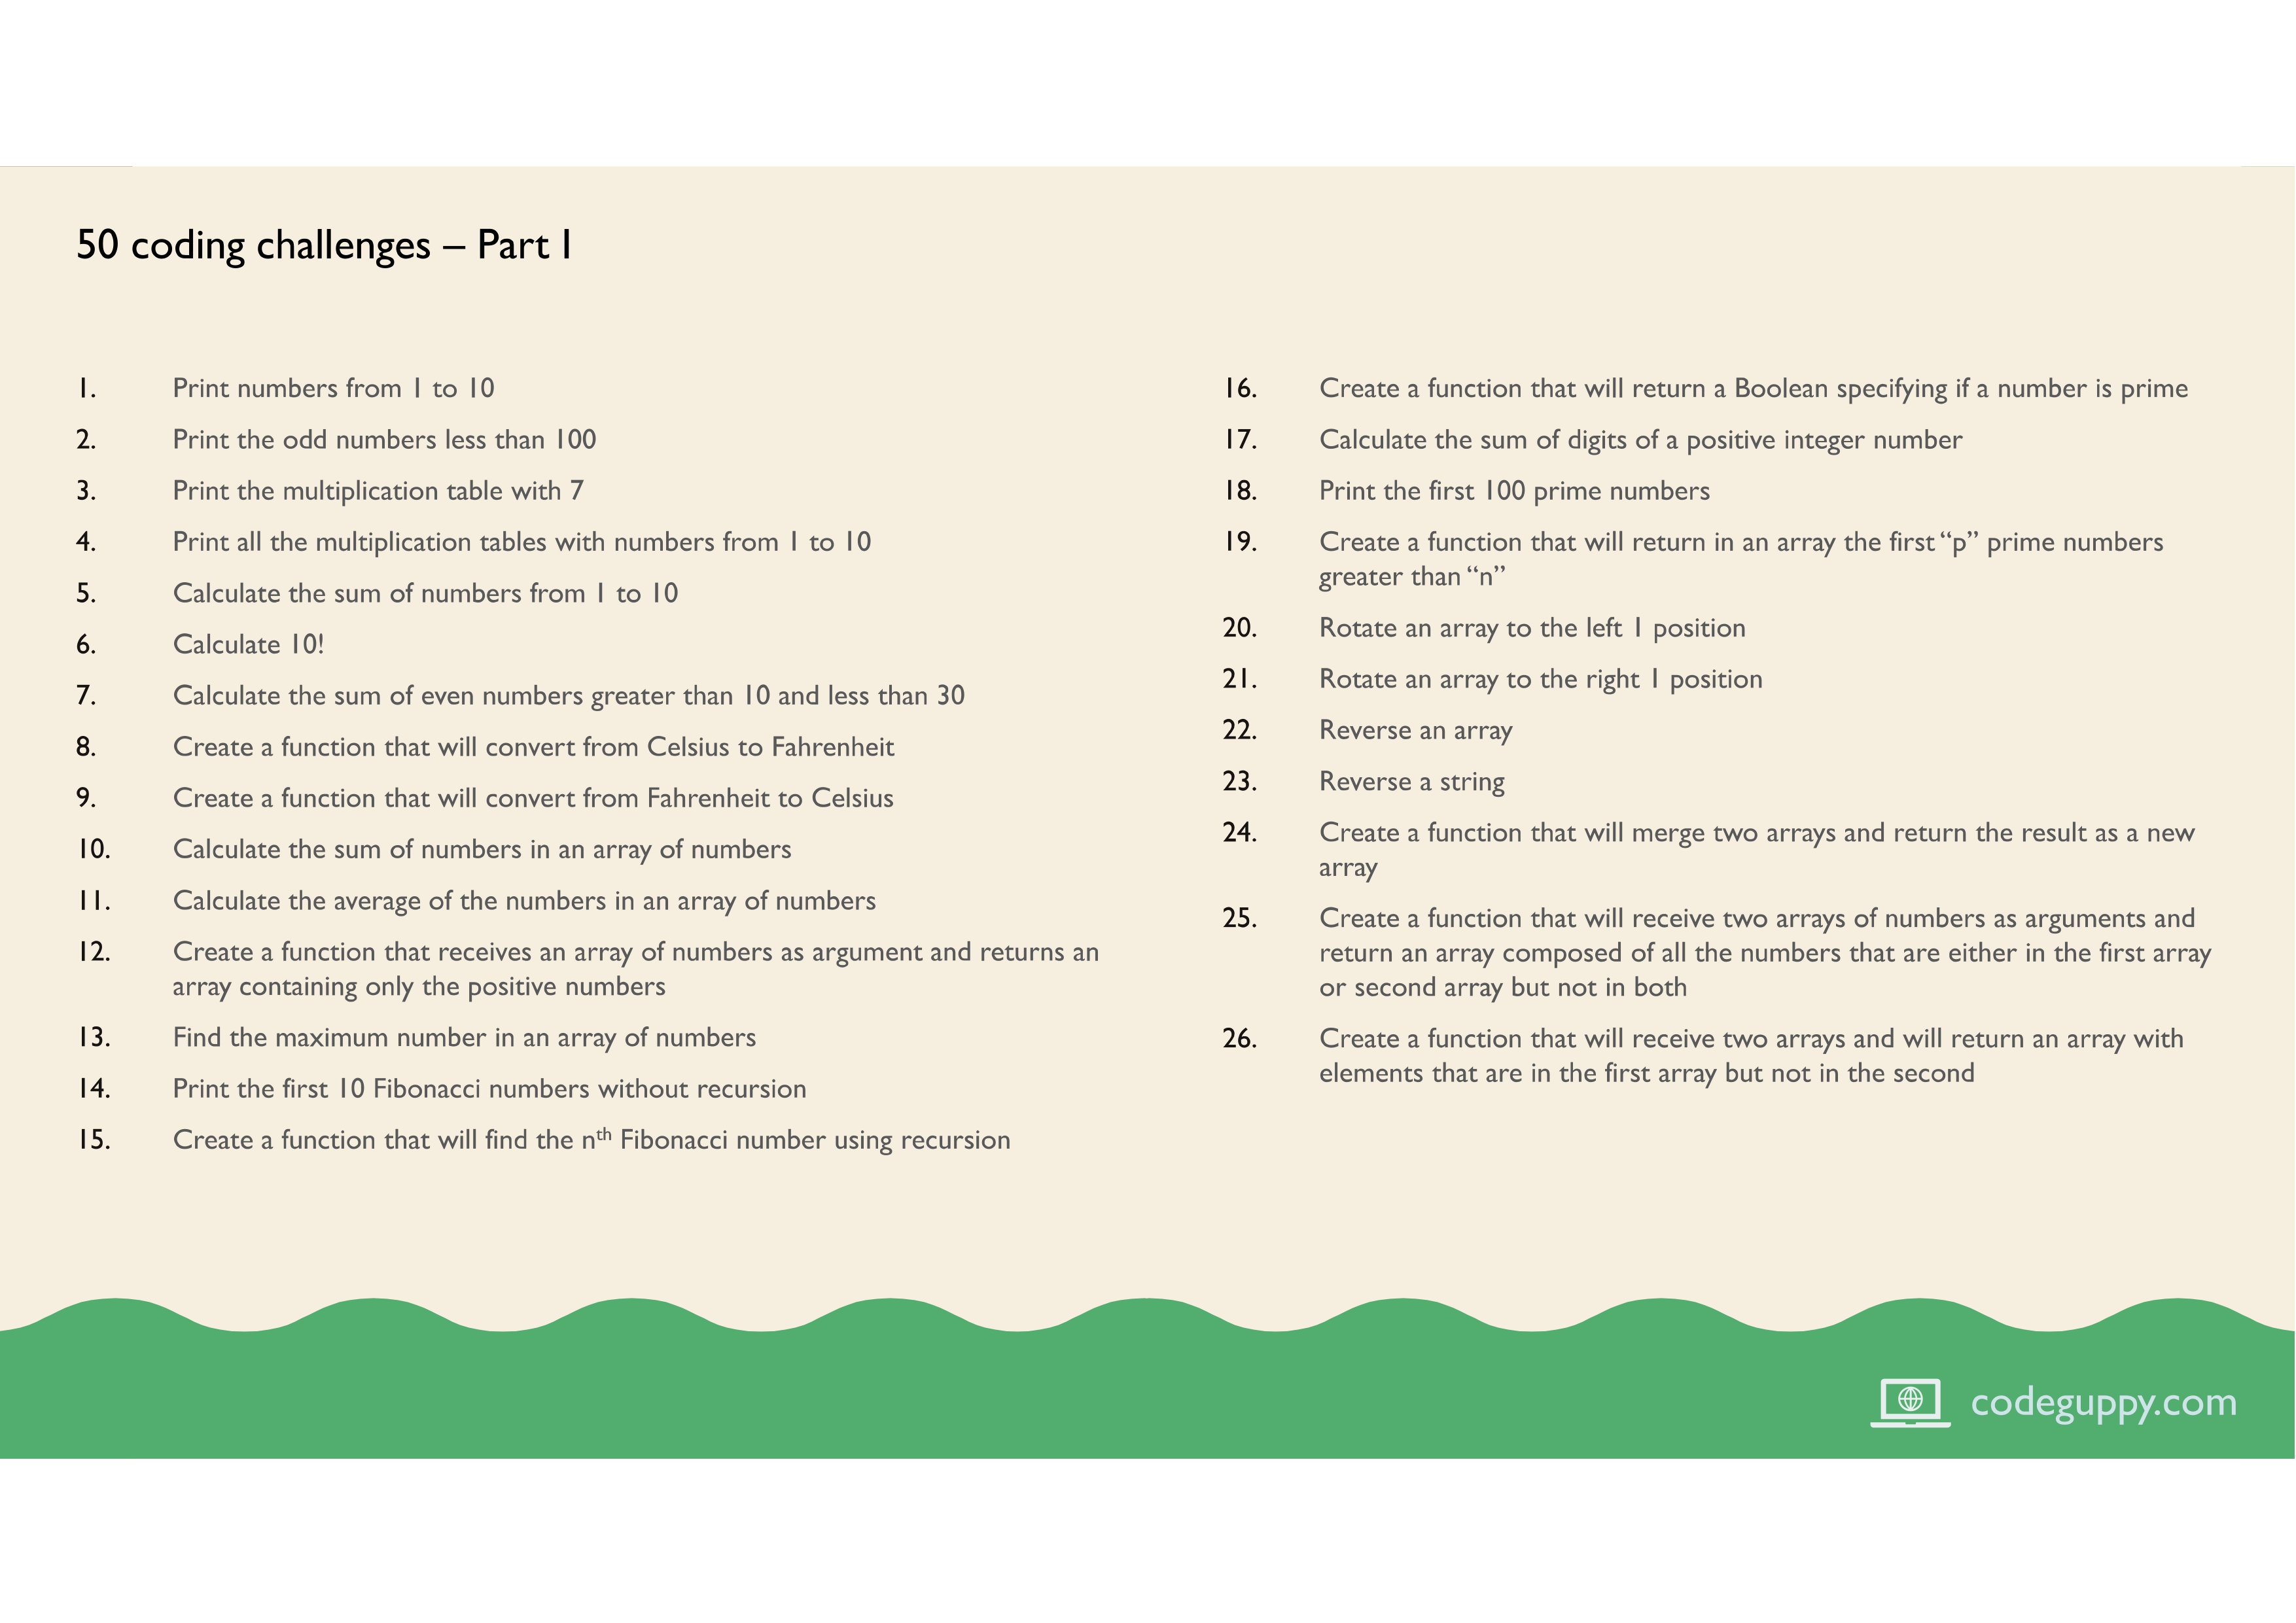 50 coding challenges – Part I
1. Print numbers from 1 to 10
2. Print the odd numbers less than 100
3. Print the multiplication table with 7
4. Print all the multiplication tables with numbers from 1 to 10
5. Calculate the sum of numbers from 1 to 10
6. Calculate 10!
7. Calculate the sum of even numbers greater than 10 and less than 30
8. Create a function that will convert from Celsius to Fahrenheit
9. Create a function that will convert from Fahrenheit to Celsius
10. Calculate the sum of numbers in an array of numbers
11. Calculate the average of the numbers in an array of numbers
12. Create a function that receives an array of numbers as argument and returns an
array containing only the positive numbers
13. Find the maximum number in an array of numbers
14. Print the first 10 Fibonacci numbers without recursion
15. Create a function that will find the nth Fibonacci number using recursion
16. Create a function that will return a Boolean specifying if a number is prime
17. Calculate the sum of digits of a positive integer number
18. Print the first 100 prime numbers
19. Create a function that will return in an array the first “p” prime numbers
greater than “n”
20. Rotate an array to the left 1 position
21. Rotate an array to the right 1 position
22. Reverse an array
23. Reverse a string
24. Create a function that will merge two arrays and return the result as a new
array
25. Create a function that will receive two arrays of numbers as arguments and
return an array composed of all the numbers that are either in the first array
or second array but not in both
26. Create a function that will receive two arrays and will return an array with
elements that are in the first array but not in the second
codeguppy.com